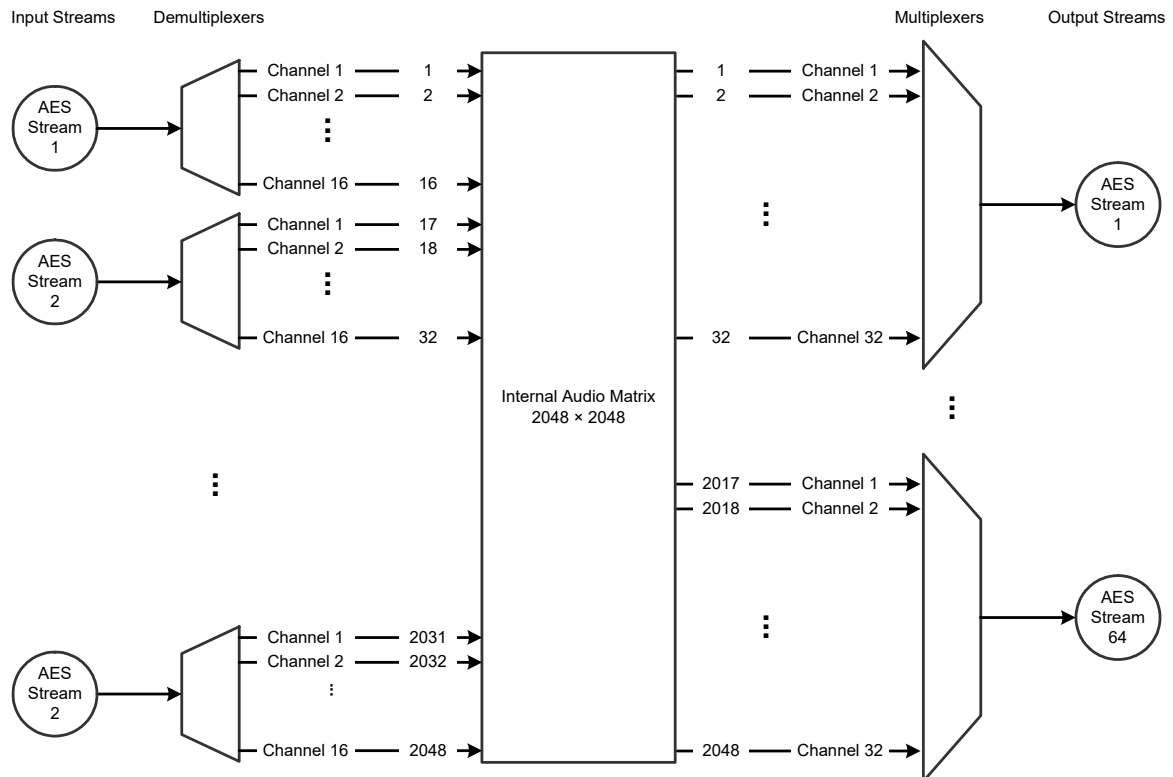 Input Streams
Demultiplexers
Multiplexers
Output Streams
AES
Stream
1
Channel 1
1
Channel 2
2
Channel 16
16
AES
Stream
2
Channel 1
17
Channel 2
18
Channel 16
32
AES
Stream
2
Channel 1
2031
Channel 2
2032
Channel 16
2048
Internal Audio Matrix
2048 × 2048
1
Channel 1
2
Channel 2
32
Channel 32
AES
Stream
1
2017
Channel 1
2018
Channel 2
2048
Channel 32
AES
Stream
64